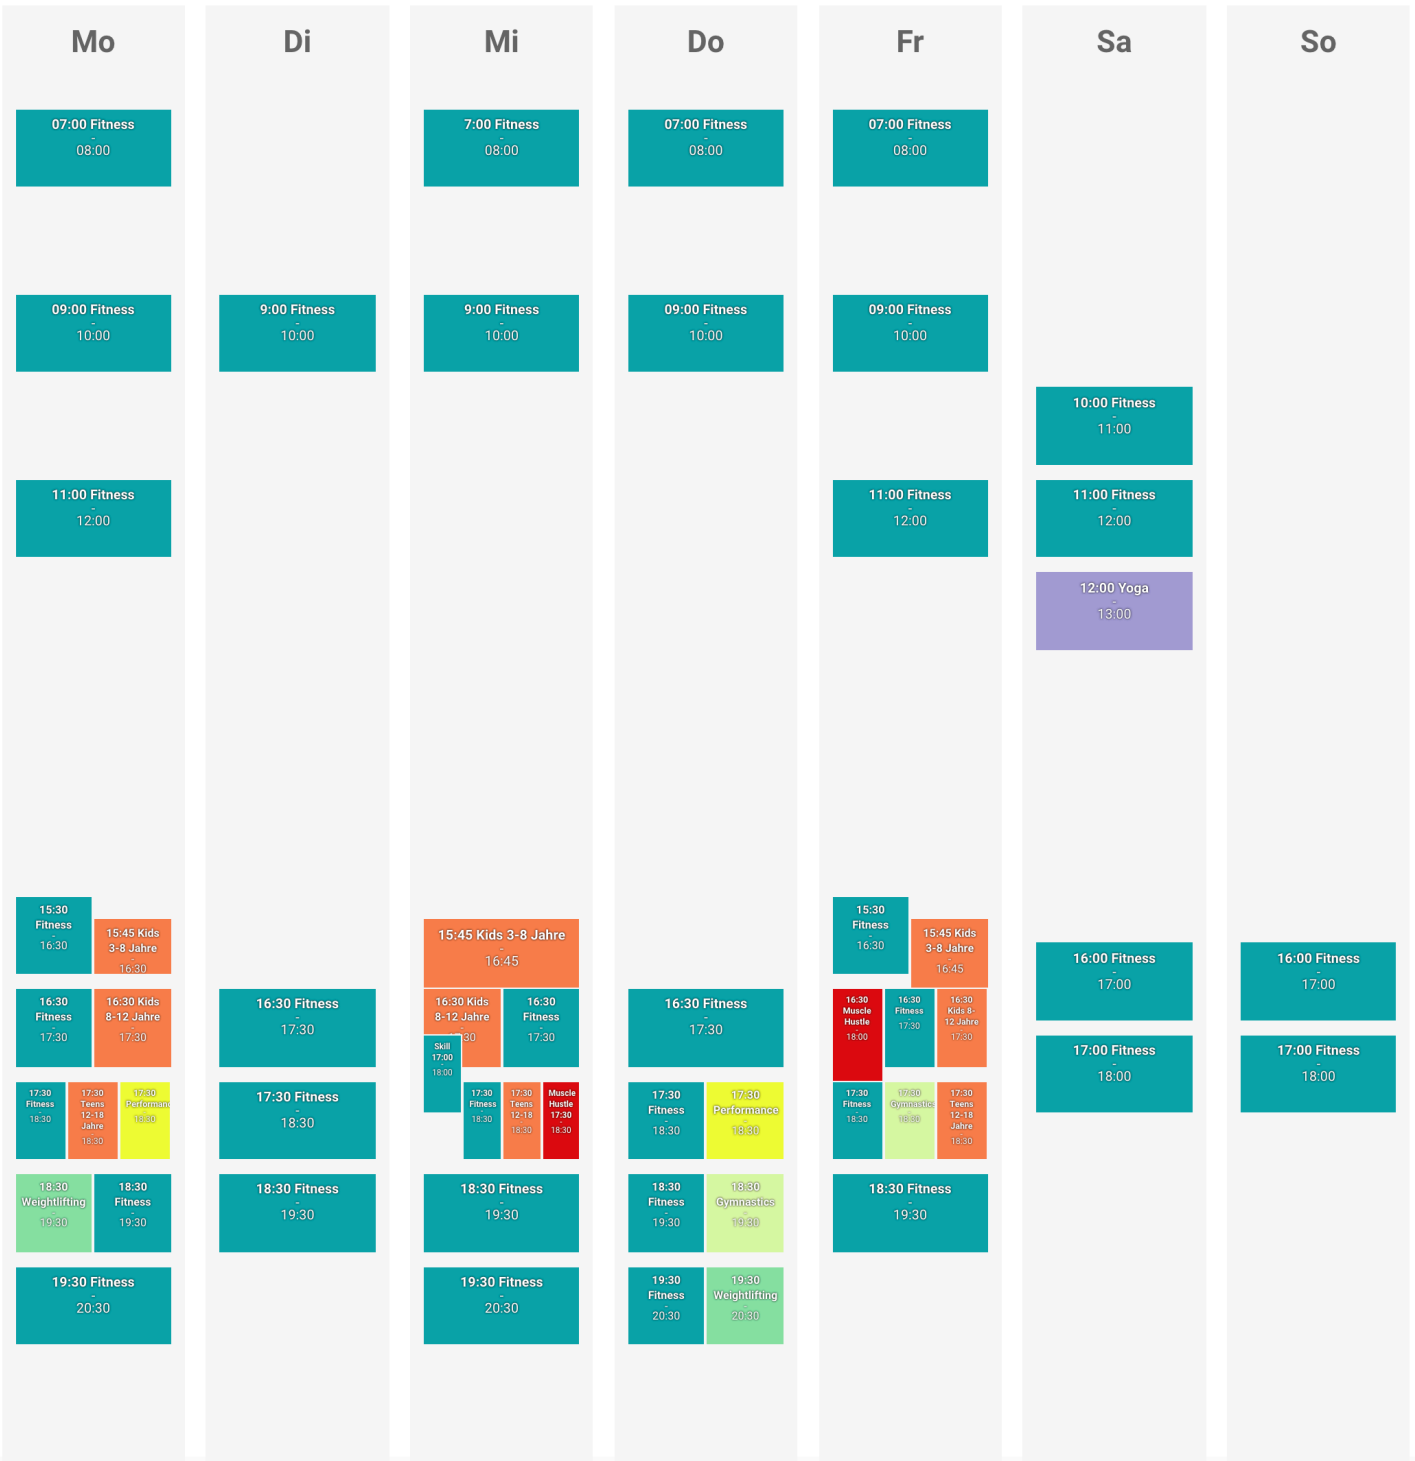 Mo
07:00 Fitness
-
08:00
09:00 Fitness
-
10:00
11:00 Fitness
-
12:00
15:30
Fitness
-
16:30
15:45 Kids
3-8 Jahre
-
16:30
16:30
Fitness
-
17:30
16:30 Kids
8-12 Jahre
-
17:30
17:30
Fitness
-
18:30
17:30
Teens
12-18
Jahre
-
18:30
17:30
Performanc
-
18:30
18:30
Weightlifting
-
19:30
18:30
Fitness
-
19:30
19:30 Fitness
-
20:30
Di
9:00 Fitness
-
10:00
16:30 Fitness
-
17:30
17:30 Fitness
-
18:30
18:30 Fitness
-
19:30
Mi
7:00 Fitness
-
08:00
9:00 Fitness
-
10:00
15:45 Kids 3-8 Jahre
-
16:45
16:30 Kids
8-12 Jahre
-
:30
16:30
Fitness
-
17:30
Skill
17:00
-
18:00
17:30
Fitness
-
18:30
17:30
Teens
12-18
-
18:30
Muscle
Hustle
17:30
-
18:30
18:30 Fitness
-
19:30
19:30 Fitness
-
20:30
Do
07:00 Fitness
-
08:00
09:00 Fitness
-
10:00
16:30 Fitness
-
17:30
17:30
Fitness
-
18:30
17:30
Performance
-
18:30
18:30
Fitness
-
19:30
18:30
Gymnastics
-
19:30
19:30
Fitness
-
20:30
19:30
Weightlifting
-
20:30
Fr
07:00 Fitness
-
08:00
09:00 Fitness
-
10:00
11:00 Fitness
-
12:00
15:30
Fitness
-
16:30
15:45 Kids
3-8 Jahre
-
16:45
16:30
Muscle
Hustle
-
18:00
16:30
Fitness
-
17:30
16:30
Kids 8-
12 Jahre
-
17:30
17:30
Fitness
-
18:30
17:30
Gymnastics
-
18:30
17:30
Teens
12-18
Jahre
-
18:30
18:30 Fitness
-
19:30
Sa
10:00 Fitness
-
11:00
11:00 Fitness
-
12:00
12:00 Yoga
-
13:00
16:00 Fitness
-
17:00
17:00 Fitness
-
18:00
So
16:00 Fitness
-
17:00
17:00 Fitness
-
18:00